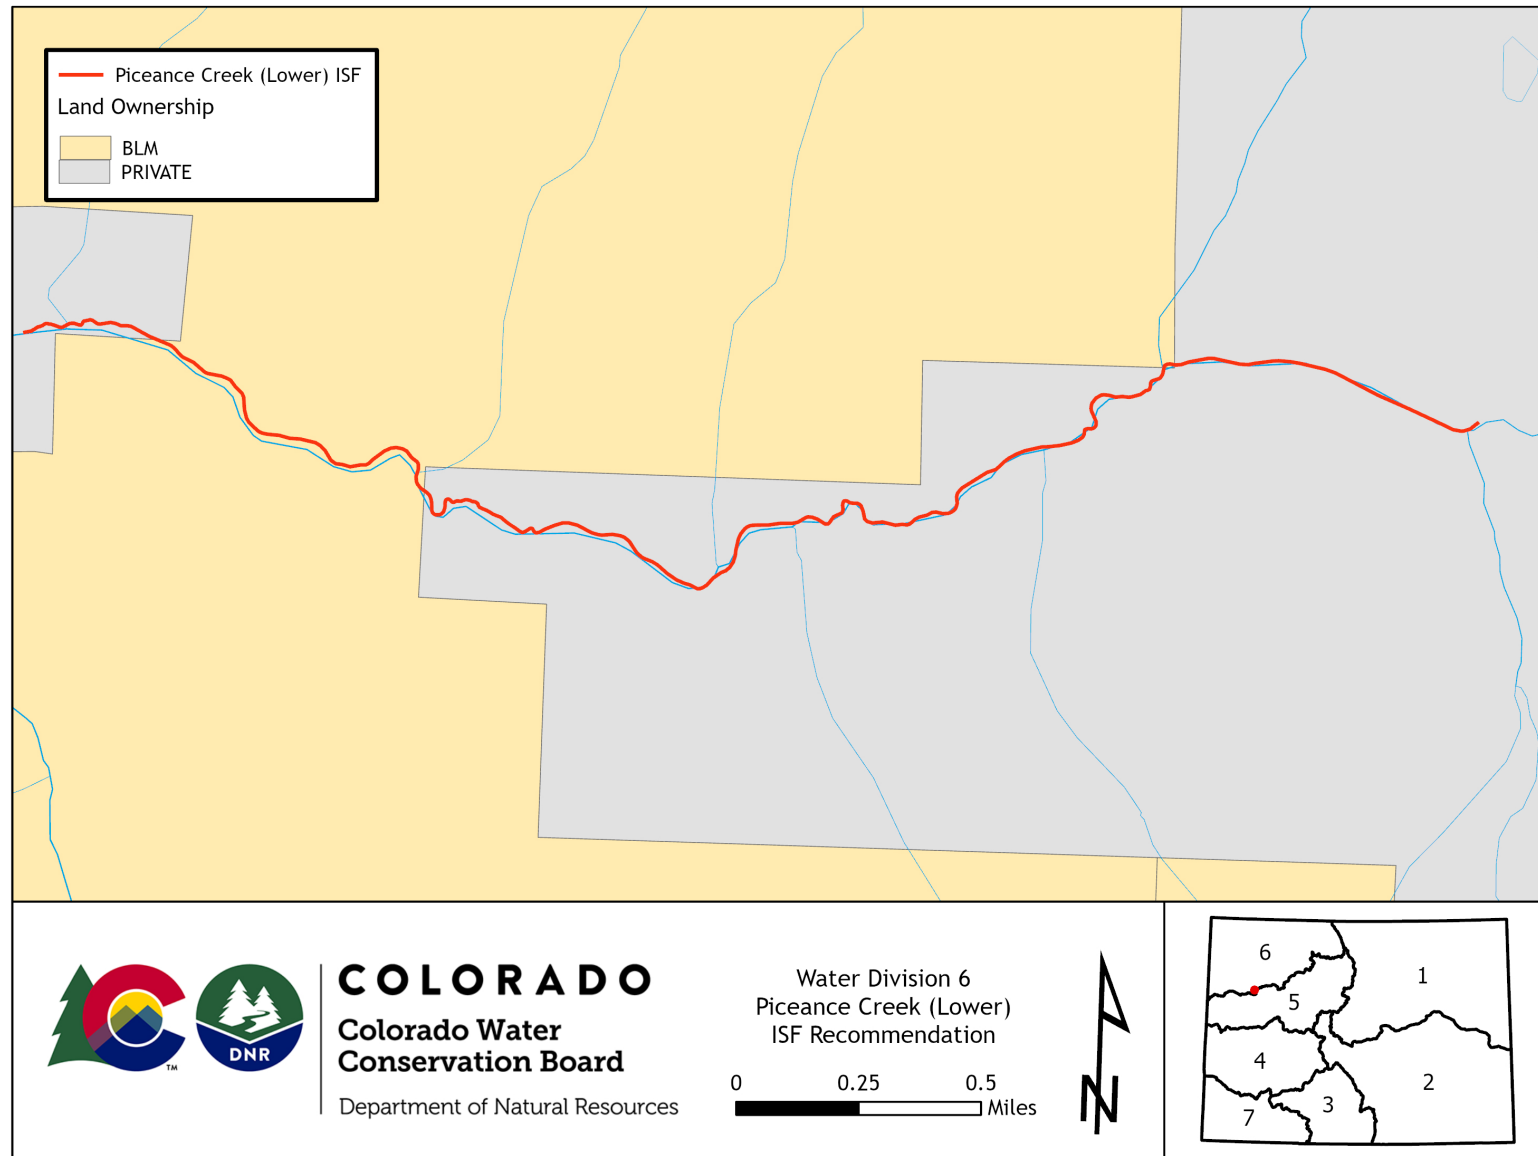 Piceance Creek (Lower) ISF
Land Ownership
BLM
PRIVATE
COLORADO
Colorado Water
Conservation Board
Department of Natural Resources
DNR
TM
Water Division 6
Piceance Creek (Lower)
ISF Recommendation
0 0.25 0.5
Miles
N
6
1
5
4
2
3
7